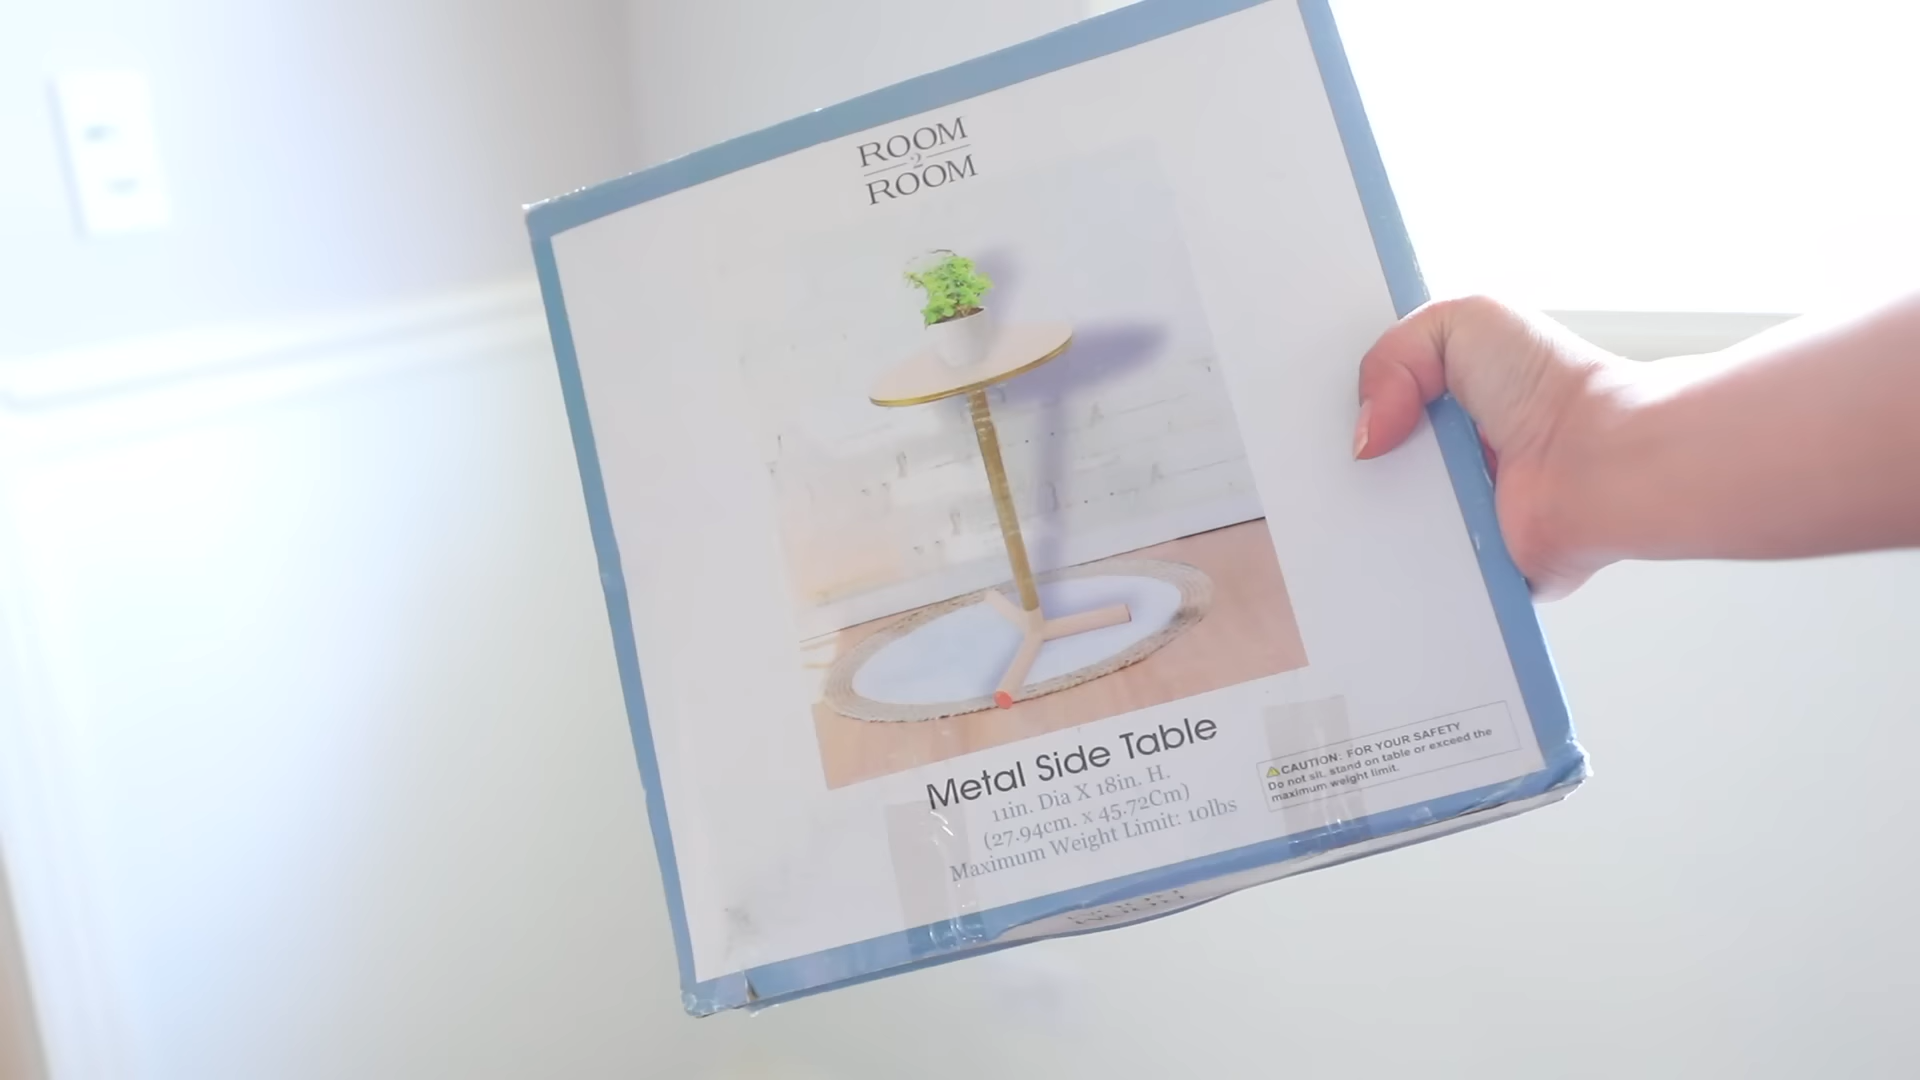 ROOM
2
ROOM
Metal Side Table
11in. Dia X 18in. H.
(27.94cm. x 45.72Cm)
Maximum Weight Limit: 10lbs
CAUTION: FOR YOUR SAFETY
Do not sit, stand on table or exceed the
maximum weight limit.